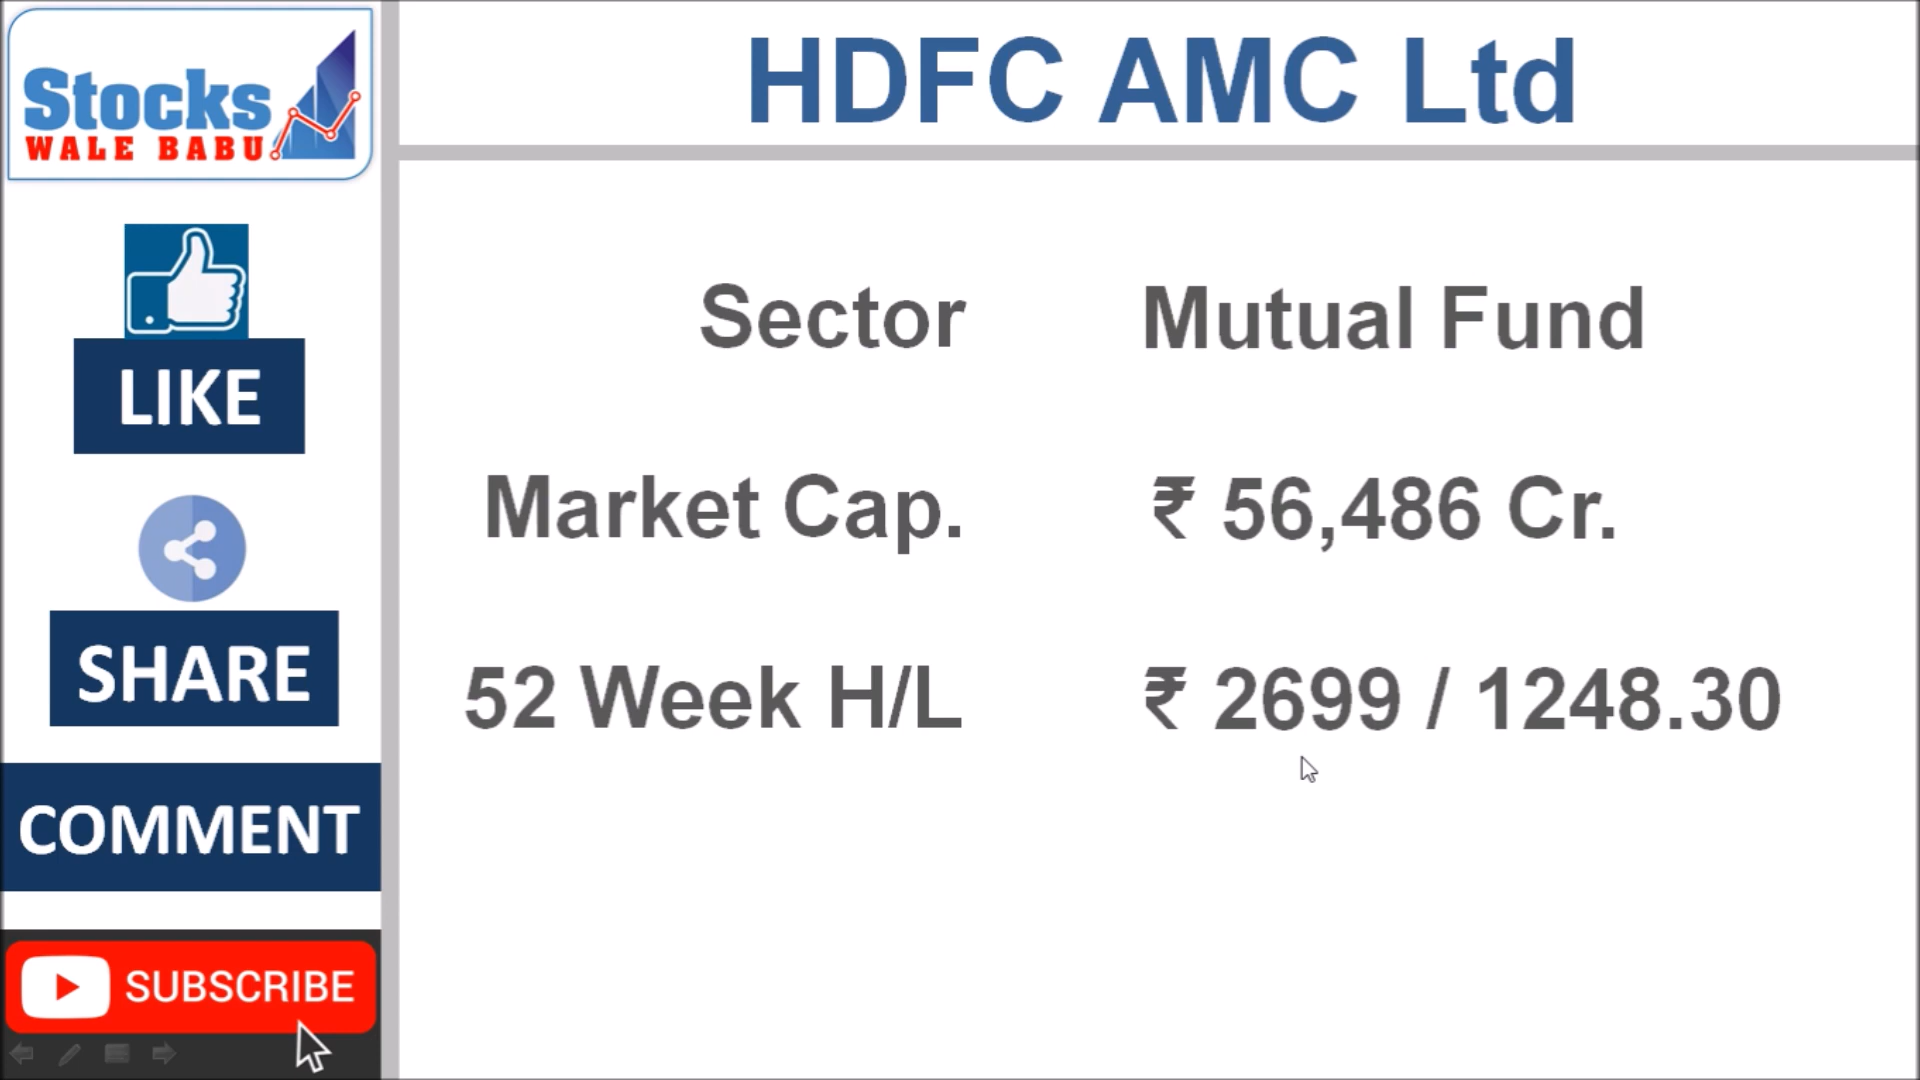 Stocks
WALE BABU
LIKE
SHARE
COMMENT
SUBSCRIBE
HDFC AMC Ltd
Sector Mutual Fund
Market Cap. ₹ 56,486 Cr.
52 Week H/L ₹ 2699 / 1248.30